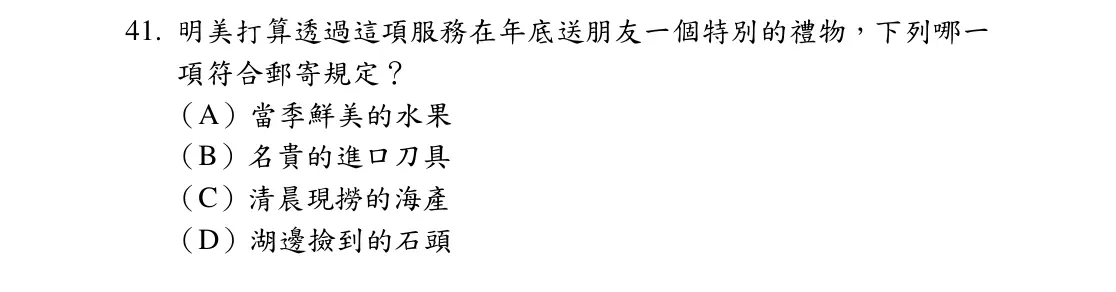 41. 明美打算透過這項服務在年底送朋友一個特別的禮物，下列哪一
項符合郵寄規定？
（A）當季鮮美的水果
（B）名貴的進口刀具
（C）清晨現撈的海產
（D）湖邊撿到的石頭